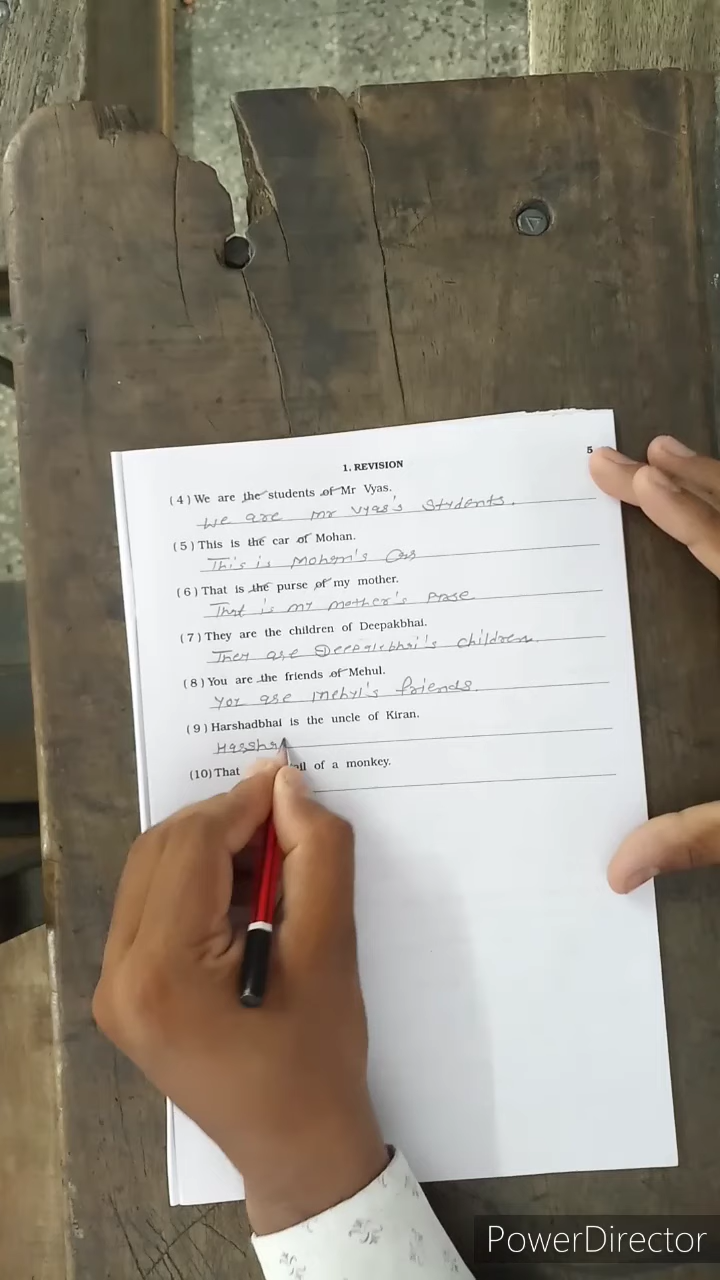 1. REVISION
5
(4) We are the students of Mr Vyas.
We are mr vyas's students.
(5) This is the car of Mohan.
This is Mohan's Car
(6) That is the purse of my mother.
That is my mother's Prse
(7) They are the children of Deepakbhai.
They are Deepakbhai's children
(8) You are the friends of Mehul.
You are Mehul's friends.
(9) Harshadbhai is the uncle of Kiran.
Harsha
(10) That of a monkey.
PowerDirector